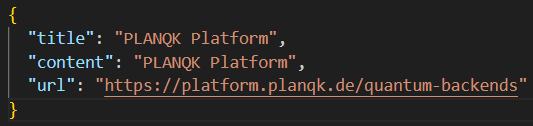 {
"title": "PLANQK Platform",
"content": "PLANQK Platform",
"url": "https://platform.planqk.de/quantum-backends"
}